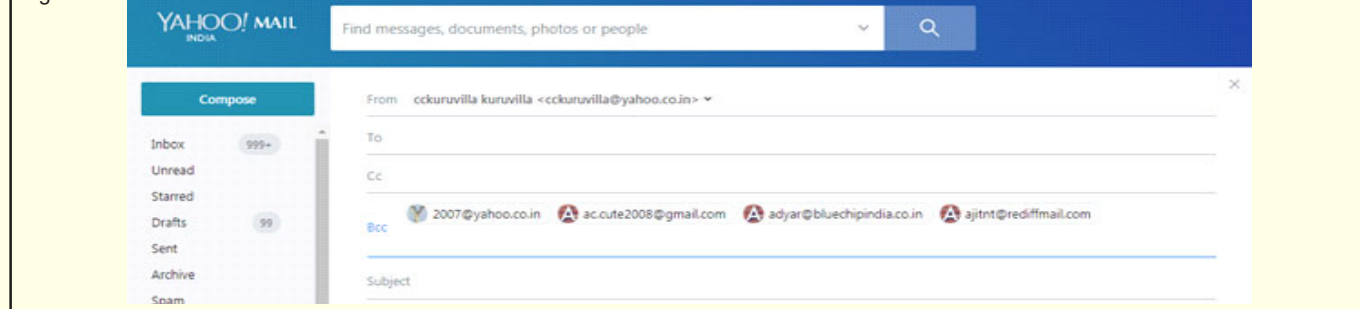 g
YAHOO! MAIL
INDIA
Find messages, documents, photos or people
Compose
From cckuruvilla kuruvilla <cckuruvilla@yahoo.co.in>
Inbox 999+
To
Unread
Cc
Starred
2007@yahoo.co.in ac.cute2008@gmail.com adyar@bluechipindia.co.in ajitnt@rediffmail.com
Drafts 99
Bcc
Sent
Archive
Subject
Spam